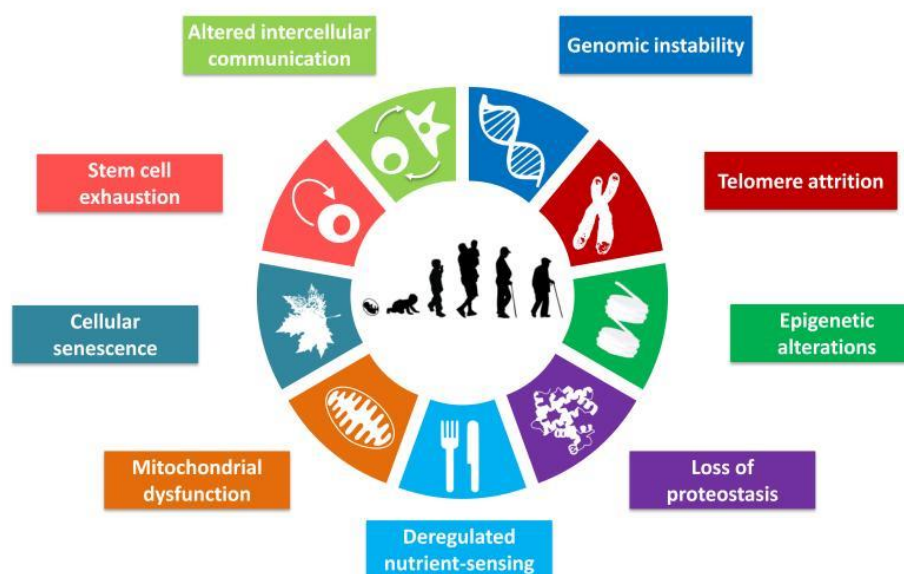 Altered intercellular
communication
Genomic instability
Stem cell
exhaustion
Telomere attrition
Cellular
senescence
Epigenetic
alterations
Mitochondrial
dysfunction
Loss of
proteostasis
Deregulated
nutrient-sensing